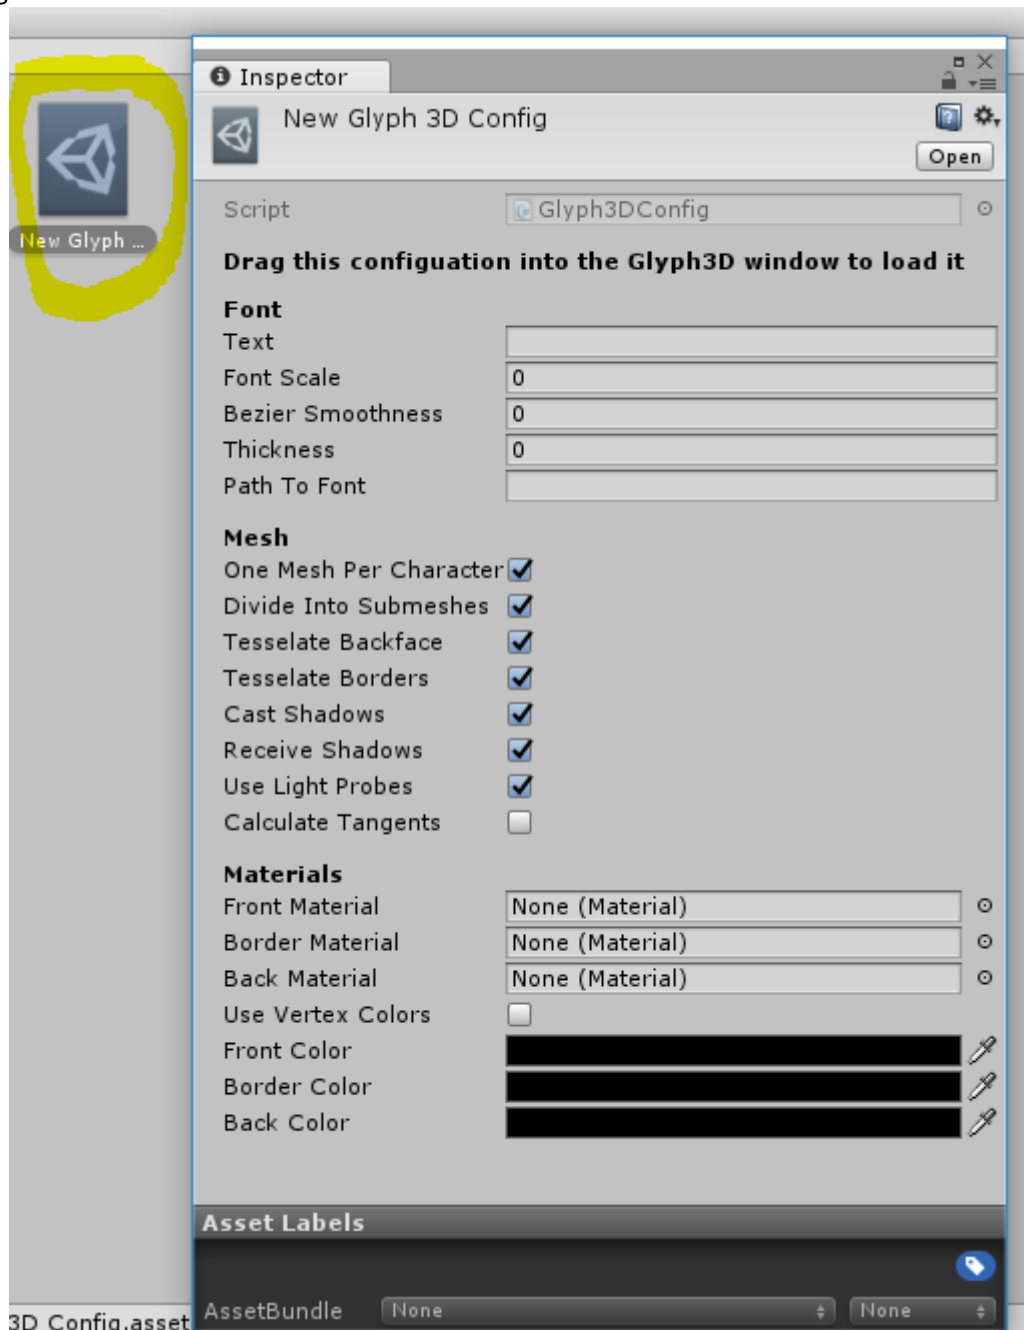 Inspector
New Glyph 3D Config
Open
New Glyph ...
Script Glyph3DConfig
Drag this configuation into the Glyph3D window to load it
Font
Text
Font Scale 0
Bezier Smoothness 0
Thickness 0
Path To Font
Mesh
One Mesh Per Character
Divide Into Submeshes
Tesselate Backface
Tesselate Borders
Cast Shadows
Receive Shadows
Use Light Probes
Calculate Tangents
Materials
Front Material None (Material)
Border Material None (Material)
Back Material None (Material)
Use Vertex Colors
Front Color
Border Color
Back Color
Asset Labels
AssetBundle None None
3D Config.asset